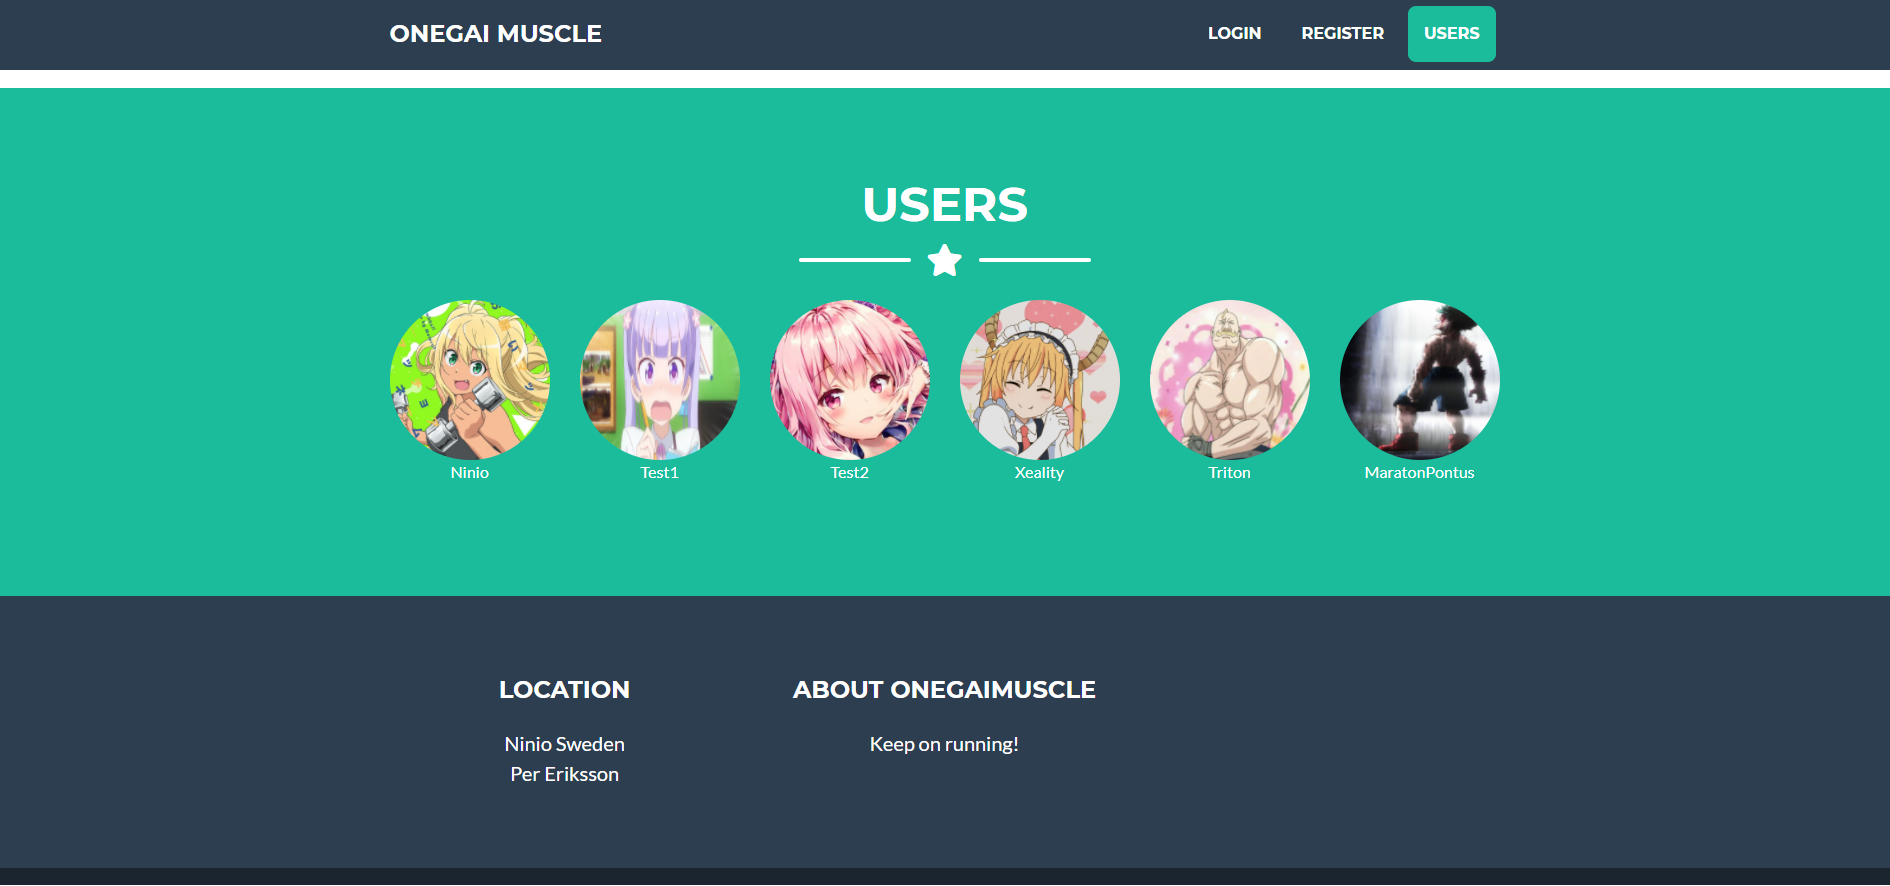 ONEGAI MUSCLE
LOGIN
REGISTER
USERS
USERS
Ninio
Test1
Test2
Xeality
Triton
MaratonPontus
LOCATION
Ninio Sweden
Per Eriksson
ABOUT ONEGAIMUSCLE
Keep on running!